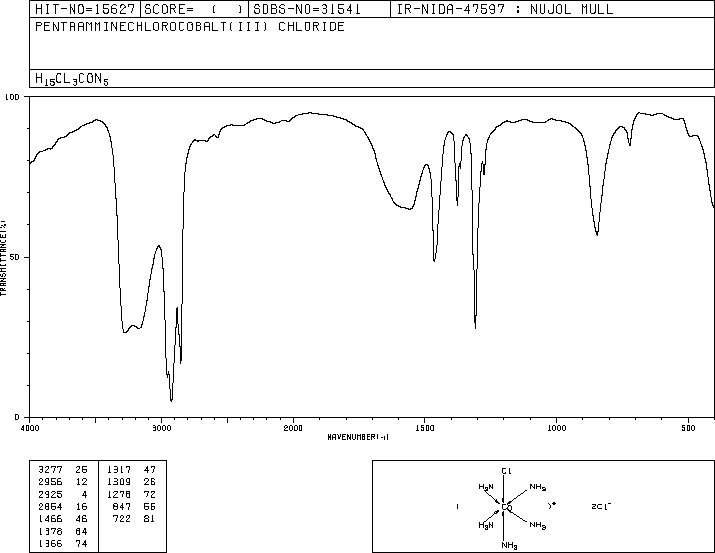 HIT-NO=15627 SCORE= ( ) SDBS-NO=31541 IR-NIDA-47597 : NUJOL MULL
PENTRAMMINECHLOROCOBALT(III) CHLORIDE
H15CL3CON5
100
50
0
TRANSMITTANCE(%)
4000 3000 2000 1500 1000 500
WAVENUMBER(-1)
3277 26 1317 47
2956 12 1309 26
2925 4 1278 72
2854 16 847 55
1466 46 722 81
1378 64
1366 74
Cl
H3N NH3
( Co )+ 2Cl-
H3N NH3
NH3